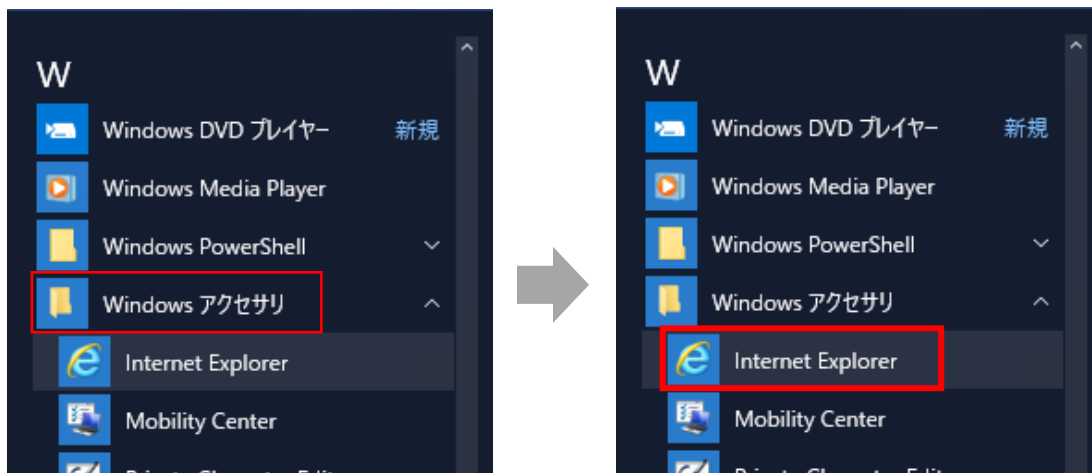 W
Windows DVD プレイヤー 新規
Windows Media Player
Windows PowerShell
Windows アクセサリ
Internet Explorer
Mobility Center
W
Windows DVD プレイヤー 新規
Windows Media Player
Windows PowerShell
Windows アクセサリ
Internet Explorer
Mobility Center